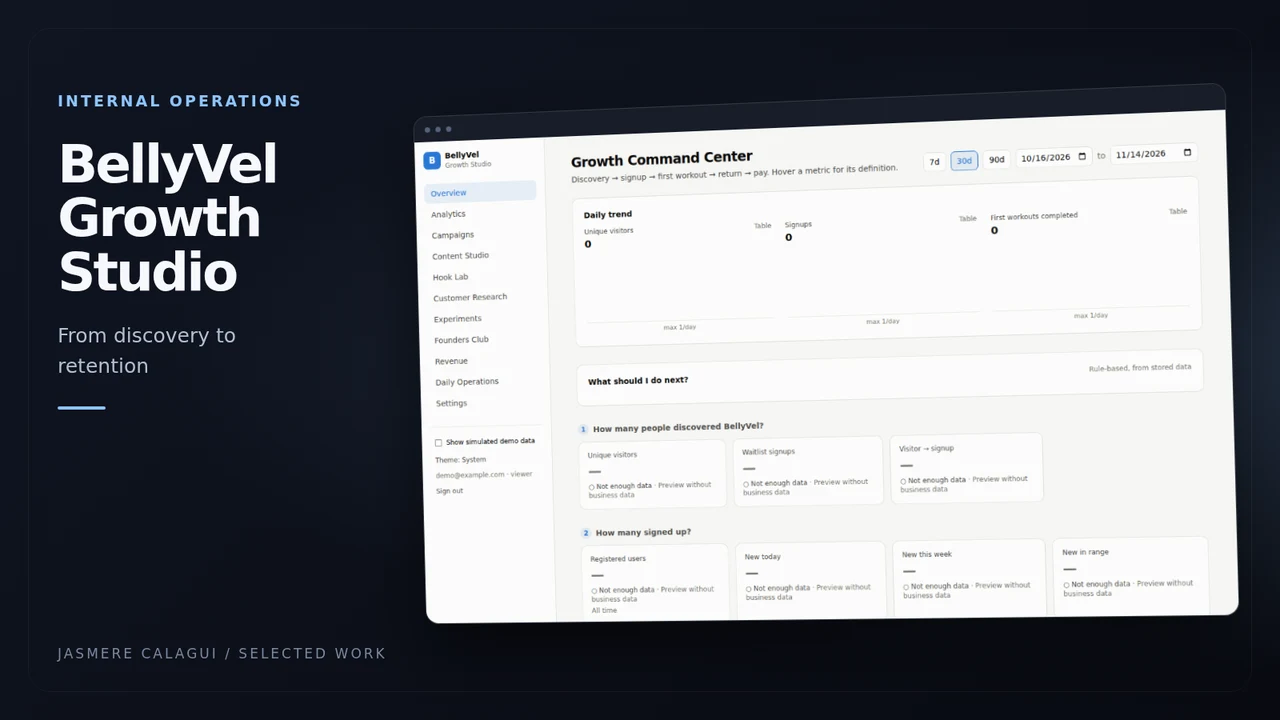 INTERNAL OPERATIONS
BellyVel
Growth
Studio
From discovery to
retention
JASMERE CALAGUI / SELECTED WORK
B
BellyVel
Growth Studio
Overview
Analytics
Campaigns
Content Studio
Hook Lab
Customer Research
Experiments
Founders Club
Revenue
Daily Operations
Settings
Show simulated demo data
Theme: System
demo@example.com · viewer
Sign out
Growth Command Center
Discovery → signup → first workout → return → pay. Hover a metric for its definition.
7d 30d 90d 10/16/2026 to 11/14/2026
Daily trend
Unique visitors Table
0
max 1/day
Signups Table
0
max 1/day
First workouts completed Table
0
max 1/day
What should I do next? Rule-based, from stored data
1 How many people discovered BellyVel?
Unique visitors
—
○ Not enough data · Preview without
business data
Waitlist signups
—
○ Not enough data · Preview without
business data
Visitor → signup
—
○ Not enough data · Preview without
business data
2 How many signed up?
Registered users
—
○ Not enough data · Preview without
business data
All time
New today
—
○ Not enough data · Preview without
business data
New this week
—
○ Not enough data · Preview without
business data
New in range
—
○ Not enough data · Preview without
business data